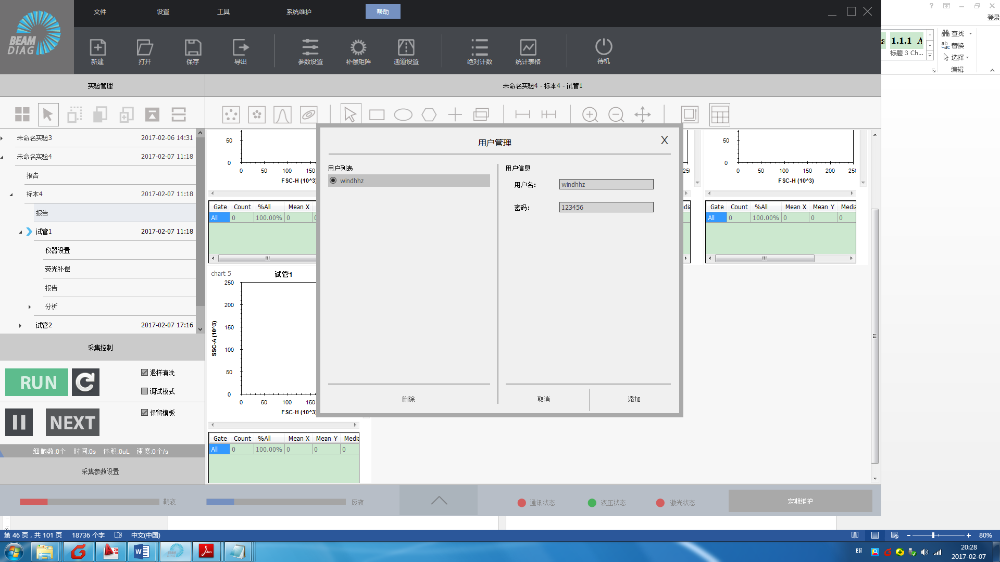 文件 设置 工具 系统维护 帮助
BEAM
DIAG
登录
新建 打开 保存 导出 参数设置 补偿矩阵 通道设置 绝对计数 统计表格 待机
查找
1.1.1 A
替换
标题 3 Ch...
选择
编辑
实验管理
未命名实验4 - 标本4 - 试管1
未命名实验3 2017-02-06 14:31
未命名实验4 2017-02-07 11:18
报告
标本4 2017-02-07 11:18
报告
试管1 2017-02-07 11:18
仪器设置
荧光补偿
报告
分析
试管2 2017-02-07 17:16
采集控制
RUN
退样清洗
调试模式
NEXT
保留模板
细胞数:0个 时间:0s 体积:0uL 速度:0个/s
采集参数设置
50
0
0 50 100 150
FSC-H (10^3)
Gate Count %All Mean X
All 0 100.00% 0
chart 5 试管1
250
200
150
100
50
0
SSC-A (10^3)
0 50 100 150
FSC-H (10^3)
Gate Count %All Mean X Mean Y
All 0 100.00% 0 0 0
用户管理 X
用户列表
windhhz
删除
用户信息
用户名: windhhz
密码: 123456
取消 添加
50
0
0 50 100 150 200
FSC-H (10^3)
Gate Count %All Mean X Mean Y
All 0 100.00% 0 0 0
鞘液 废液 通讯状态 液压状态 激光状态 定期维护
第 46 页，共 101 页 18736 个字 中文(中国) 80%
EN
20:28
2017-02-07